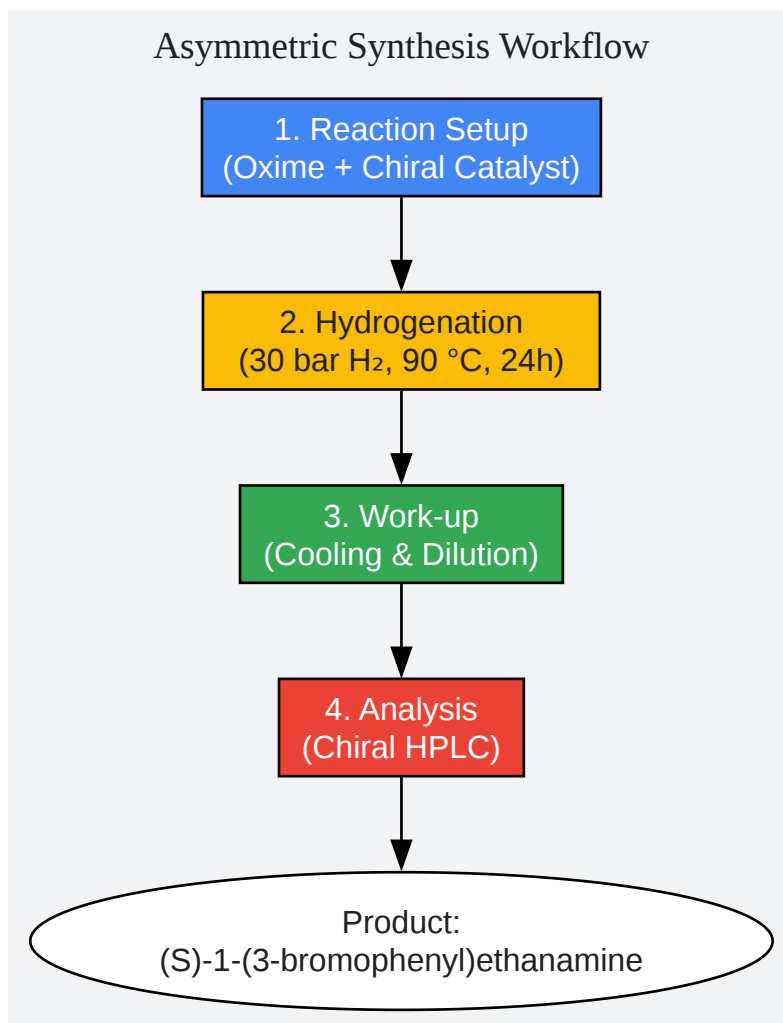 Asymmetric Synthesis Workflow
1. Reaction Setup
(Oxime + Chiral Catalyst)
2. Hydrogenation
(30 bar H₂, 90 °C, 24h)
3. Work-up
(Cooling & Dilution)
4. Analysis
(Chiral HPLC)
Product:
(S)-1-(3-bromophenyl)ethanamine